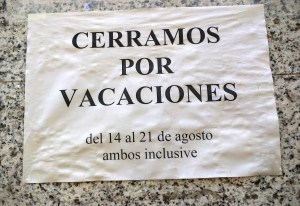 CERRAMOS
POR
VACACIONES
del 14 al 21 de agosto
ambos inclusive